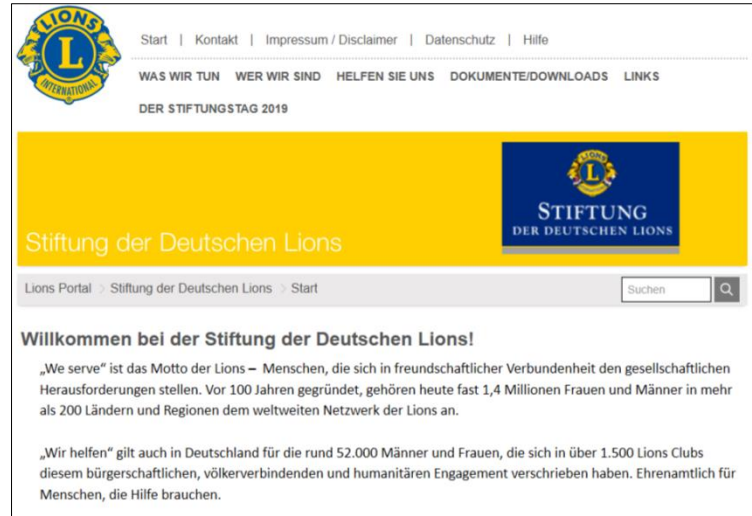 LIONS
L
INTERNATIONAL
Start | Kontakt | Impressum / Disclaimer | Datenschutz | Hilfe
WAS WIR TUN WER WIR SIND HELFEN SIE UNS DOKUMENTE/DOWNLOADS LINKS
DER STIFTUNGSTAG 2019
Stiftung der Deutschen Lions
LIONS
L
STIFTUNG
DER DEUTSCHEN LIONS
Lions Portal > Stiftung der Deutschen Lions > Start
Suchen
Willkommen bei der Stiftung der Deutschen Lions!
„We serve“ ist das Motto der Lions – Menschen, die sich in freundschaftlicher Verbundenheit den gesellschaftlichen
Herausforderungen stellen. Vor 100 Jahren gegründet, gehören heute fast 1,4 Millionen Frauen und Männer in mehr
als 200 Ländern und Regionen dem weltweiten Netzwerk der Lions an.
„Wir helfen“ gilt auch in Deutschland für die rund 52.000 Männer und Frauen, die sich in über 1.500 Lions Clubs
diesem bürgerschaftlichen, völkerverbindenden und humanitären Engagement verschrieben haben. Ehrenamtlich für
Menschen, die Hilfe brauchen.